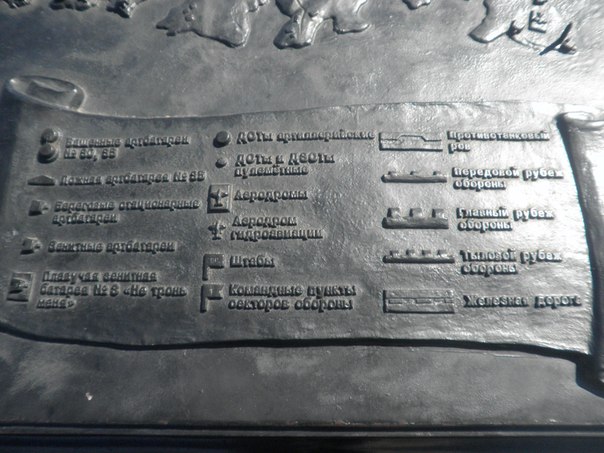 Башенные артбатареи
№ 30, 35
Ложная артбатарея № 35
Береговые стационарные
артбатареи
Зенитные артбатареи
Плавучая зенитная
батарея № 3 «Не тронь
меня»
ДОТы артиллерийские
ДОТы и ДЗОТы
пулеметные
Аэродромы
Аэродром
гидроавиации
Штабы
Командные пункты
секторов обороны
Противотанковый
ров
Передовой рубеж
обороны
Главный рубеж
обороны
Тыловой рубеж
обороны
Железная дорога